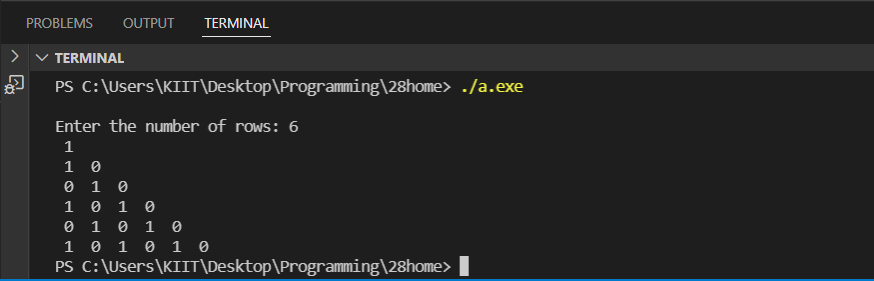 PROBLEMS OUTPUT TERMINAL
TERMINAL
PS C:\Users\KIIT\Desktop\Programming\28home> ./a.exe
Enter the number of rows: 6
1
1 0
0 1 0
1 0 1 0
0 1 0 1 0
1 0 1 0 1 0
PS C:\Users\KIIT\Desktop\Programming\28home>